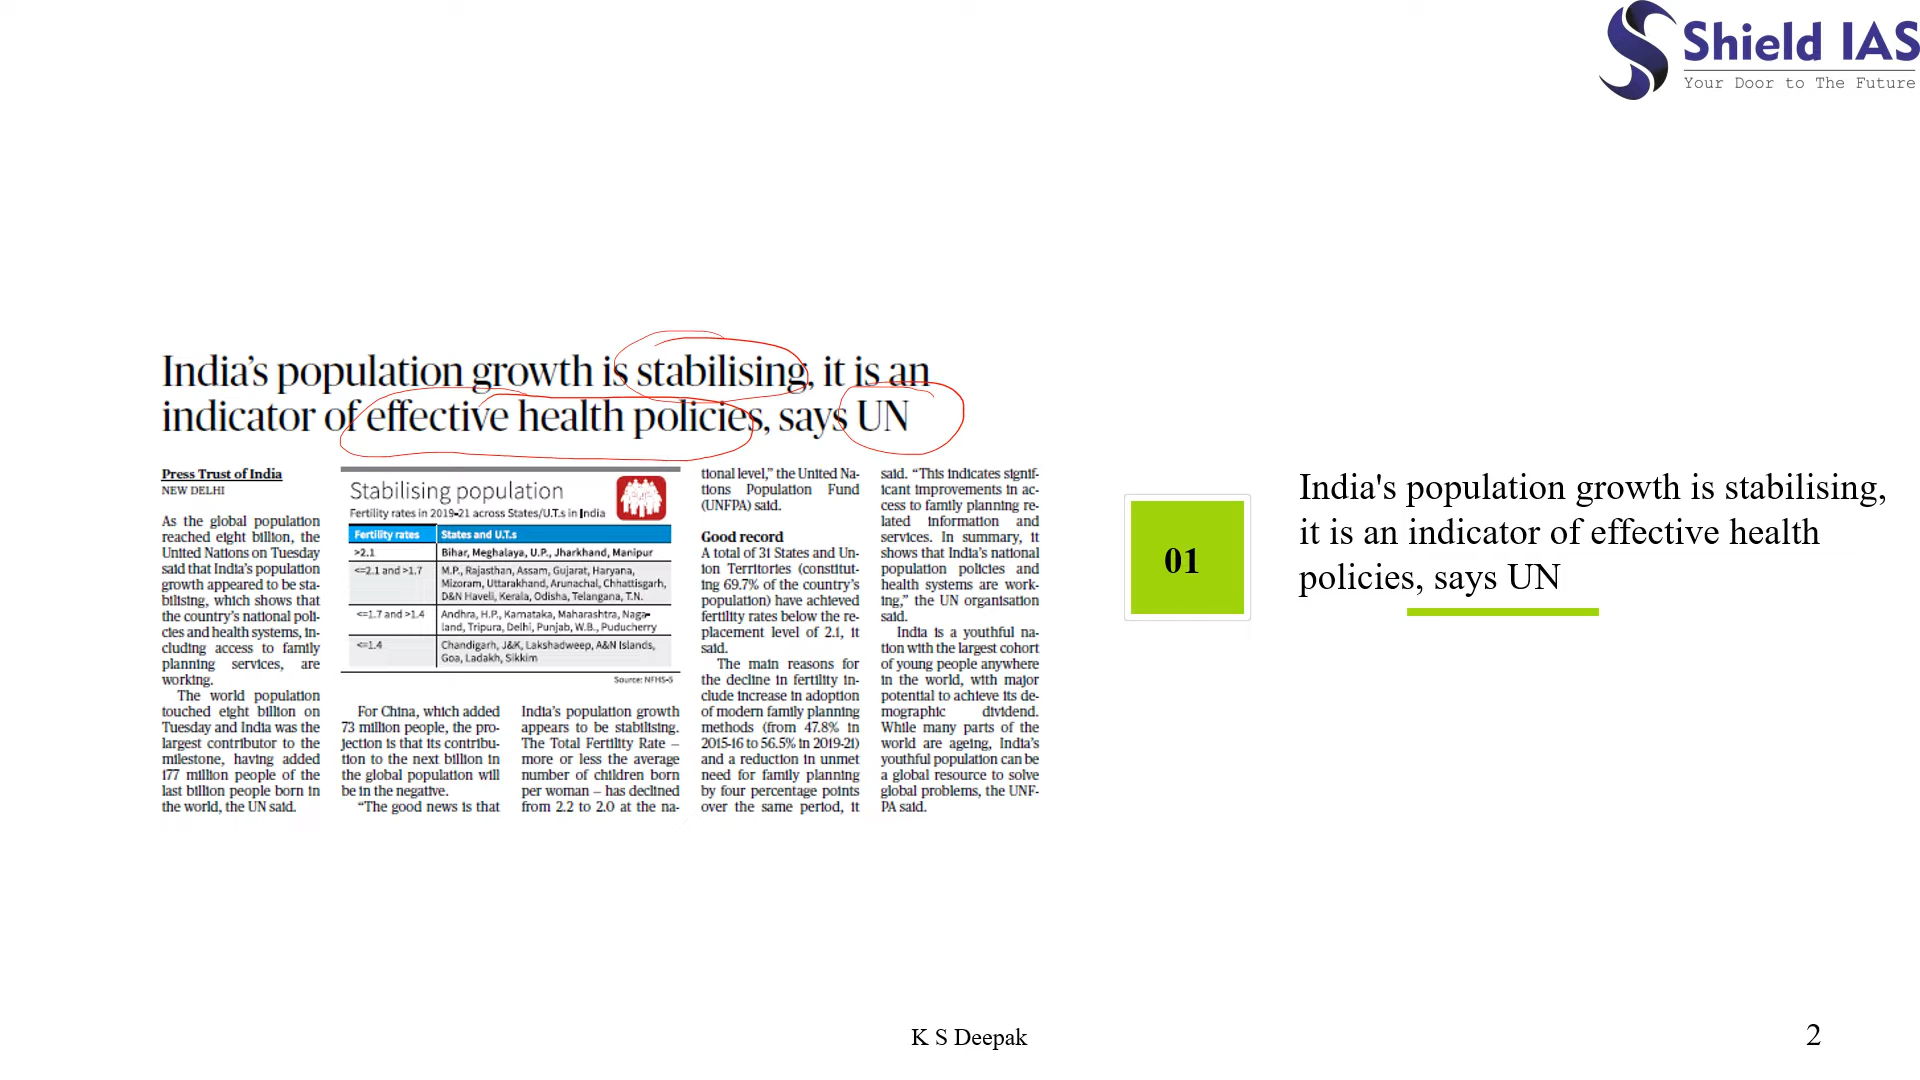 Shield IAS
Your Door to The Future
India’s population growth is stabilising, it is an
indicator of effective health policies, says UN
Press Trust of India
NEW DELHI
As the global population
reached eight billion, the
United Nations on Tuesday
said that India’s population
growth appeared to be sta-
bilising, which shows that
the country’s national poli-
cies and health systems, in-
cluding access to family
planning services, are
working.
The world population
touched eight billion on
Tuesday and India was the
largest contributor to the
milestone, having added
177 million people of the
last billion people born in
the world, the UN said.
Stabilising population
Fertility rates in 2019-21 across States/U.T.s in India
Fertility rates States and U.T.s
>2.1 Bihar, Meghalaya, U.P., Jharkhand, Manipur
<=2.1 and >1.7 M.P., Rajasthan, Assam, Gujarat, Haryana,
Mizoram, Uttarakhand, Arunachal, Chhattisgarh,
D&N Haveli, Kerala, Odisha, Telangana, T.N.
<=1.7 and >1.4 Andhra, H.P., Karnataka, Maharashtra, Naga-
land, Tripura, Delhi, Punjab, W.B., Puducherry
<=1.4 Chandigarh, J&K, Lakshadweep, A&N Islands,
Goa, Ladakh, Sikkim
Source: NFHS-5
For China, which added
73 million people, the pro-
jection is that its contribu-
tion to the next billion in
the global population will
be in the negative.
“The good news is that
India’s population growth
appears to be stabilising.
The Total Fertility Rate –
more or less the average
number of children born
per woman – has declined
from 2.2 to 2.0 at the na-
tional level,” the United Na-
tions Population Fund
(UNFPA) said.
Good record
A total of 31 States and Un-
ion Territories (constitut-
ing 69.7% of the country’s
population) have achieved
fertility rates below the re-
placement level of 2.1, it
said.
The main reasons for
the decline in fertility in-
clude increase in adoption
of modern family planning
methods (from 47.8% in
2015-16 to 56.5% in 2019-21)
and a reduction in unmet
need for family planning
by four percentage points
over the same period, it
said. “This indicates signif-
icant improvements in ac-
cess to family planning re-
lated information and
services. In summary, it
shows that India’s national
population policies and
health systems are work-
ing,” the UN organisation
said.
India is a youthful na-
tion with the largest cohort
of young people anywhere
in the world, with major
potential to achieve its de-
mographic dividend.
While many parts of the
world are ageing, India’s
youthful population can be
a global resource to solve
global problems, the UNF-
PA said.
01
India's population growth is stabilising,
it is an indicator of effective health
policies, says UN
K S Deepak
2